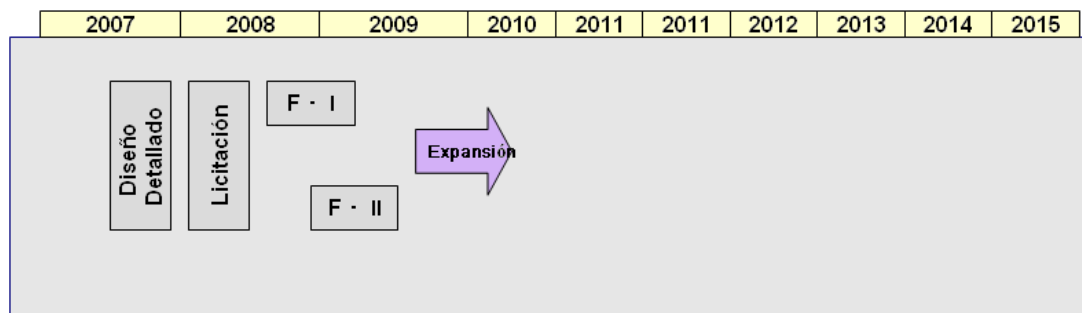 2007 2008 2009 2010 2011 2011 2012 2013 2014 2015
Diseño
Detallado
Licitación
F - I
Expansión
F - II